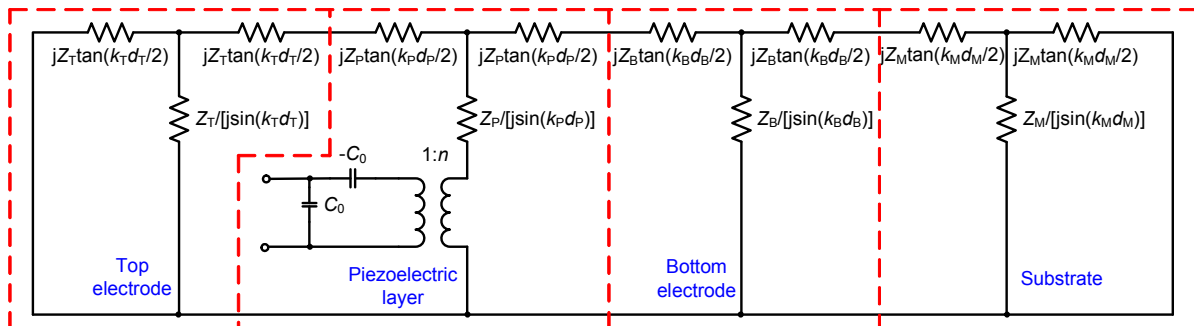 jZTtan(kTdT/2) jZTtan(kTdT/2) jZPtan(kPdP/2) jZPtan(kPdP/2) jZBtan(kBdB/2) jZBtan(kBdB/2) jZMtan(kMdM/2) jZMtan(kMdM/2)
ZT/[jsin(kTdT)] ZP/[jsin(kPdP)] ZB/[jsin(kBdB)] ZM/[jsin(kMdM)]
-C0 1:n
C0
Top
electrode
Piezoelectric
layer
Bottom
electrode
Substrate